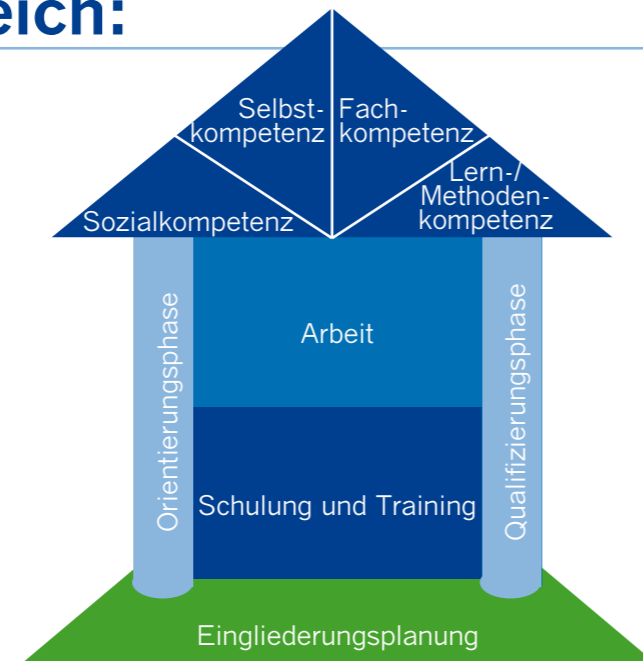 eich:
Selbst-
kompetenz
Fach-
kompetenz
Sozialkompetenz
Lern-/
Methoden-
kompetenz
Orientierungsphase
Arbeit
Schulung und Training
Qualifizierungsphase
Eingliederungsplanung